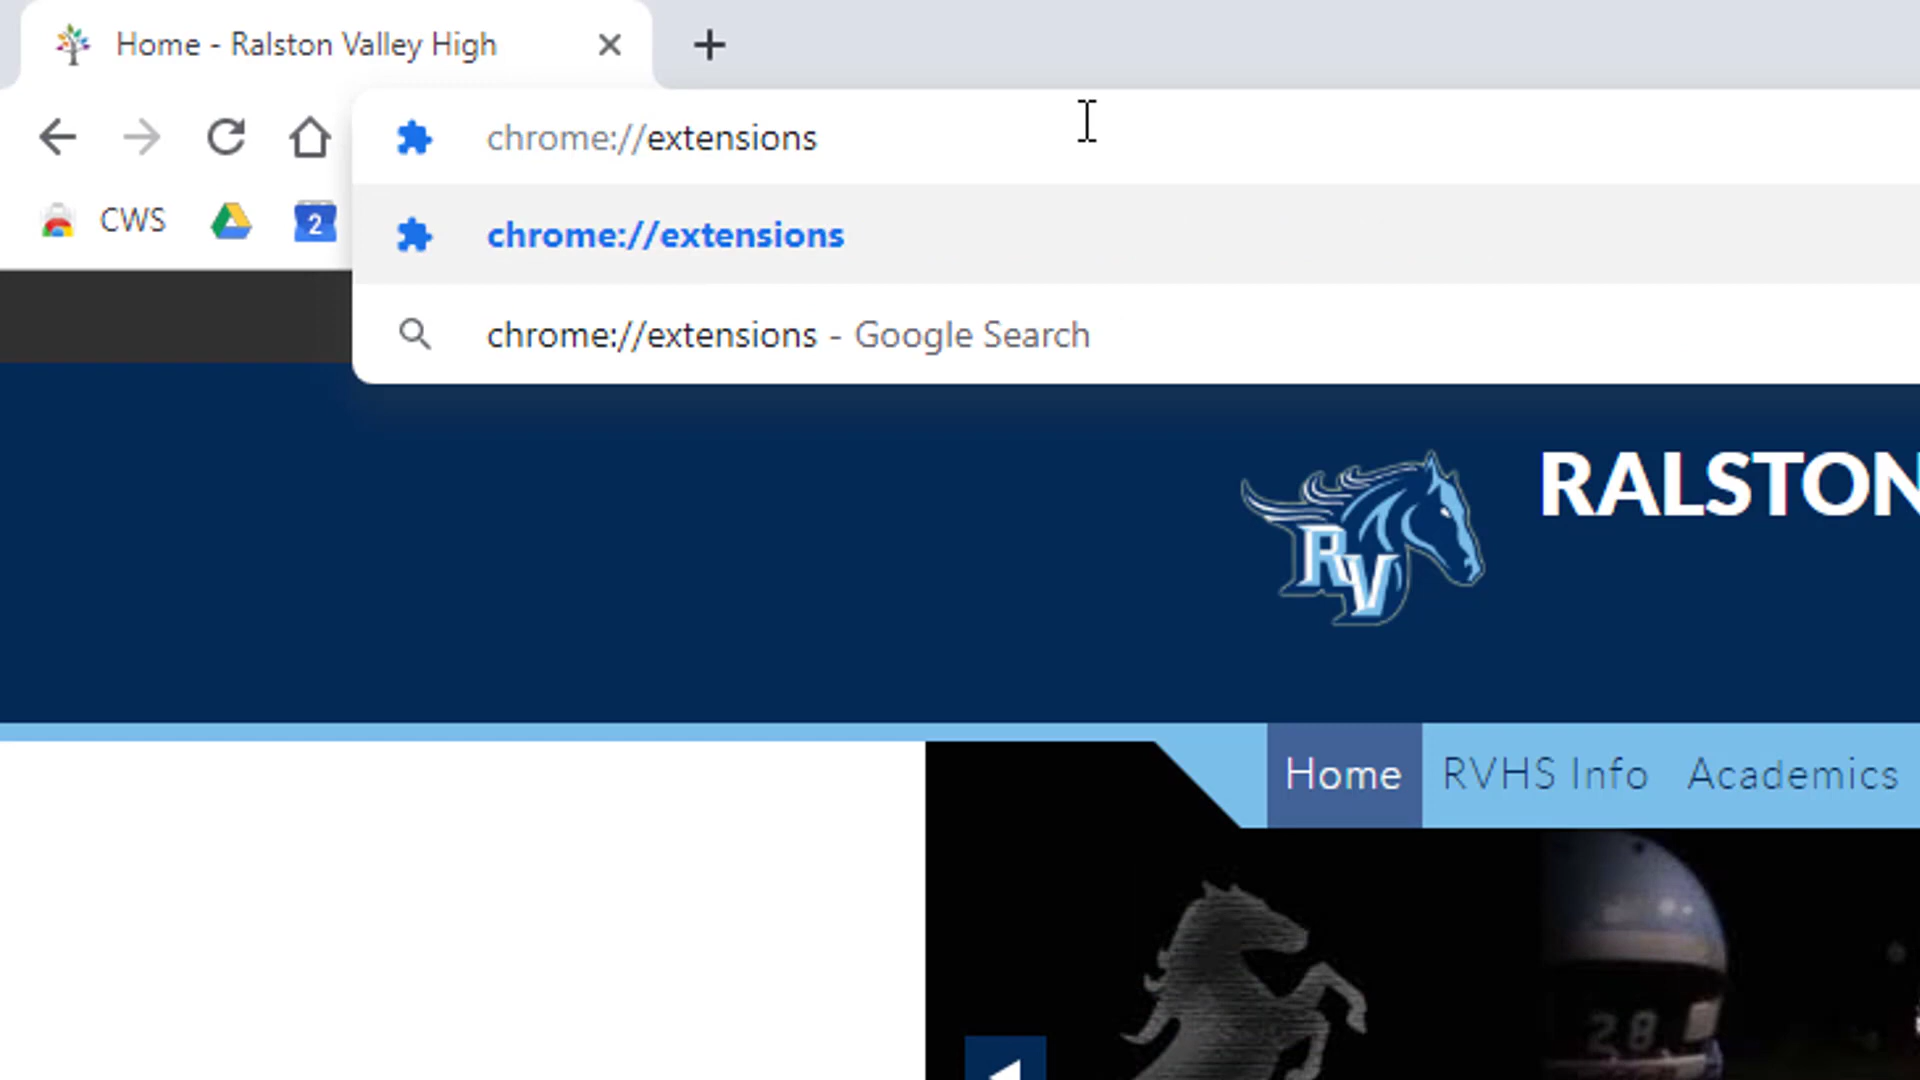 Home - Ralston Valley High
chrome://extensions
CWS
2
chrome://extensions
chrome://extensions - Google Search
RV
RALSTON
Home
RVHS Info
Academics
28